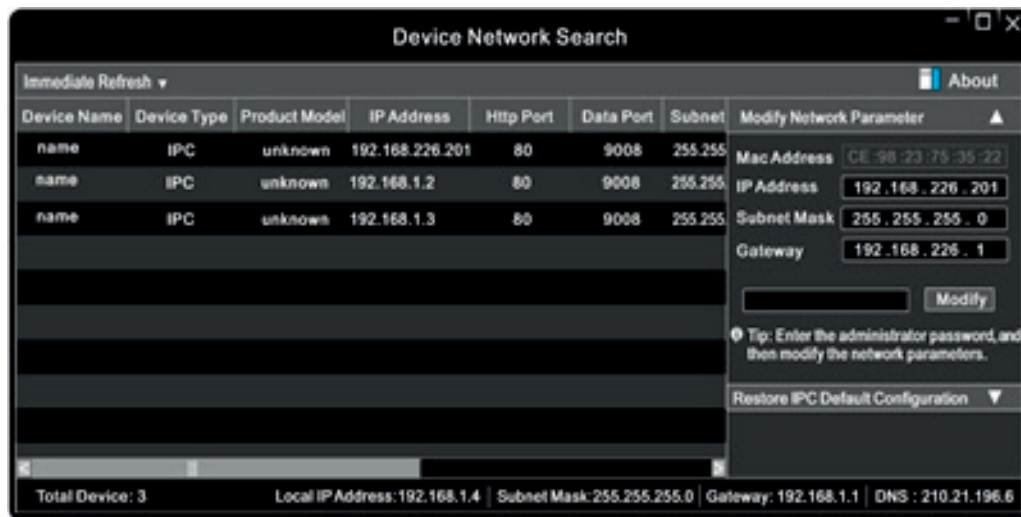 Device Network Search
Immediate Refresh
About
Device Name Device Type Product Model IP Address Http Port Data Port Subnet
name IPC unknown 192.168.226.201 80 9008 255.255
name IPC unknown 192.168.1.2 80 9008 255.255.
name IPC unknown 192.168.1.3 80 9008 255.255.
Modify Network Parameter
Mac Address CE:98:23:75:35:22
IP Address 192.168.226.201
Subnet Mask 255.255.255.0
Gateway 192.168.226.1
Modify
Tip: Enter the administrator password, and
then modify the network parameters.
Restore IPC Default Configuration
Total Device: 3 Local IP Address:192.168.1.4 Subnet Mask:255.255.255.0 Gateway: 192.168.1.1 DNS : 210.21.196.6